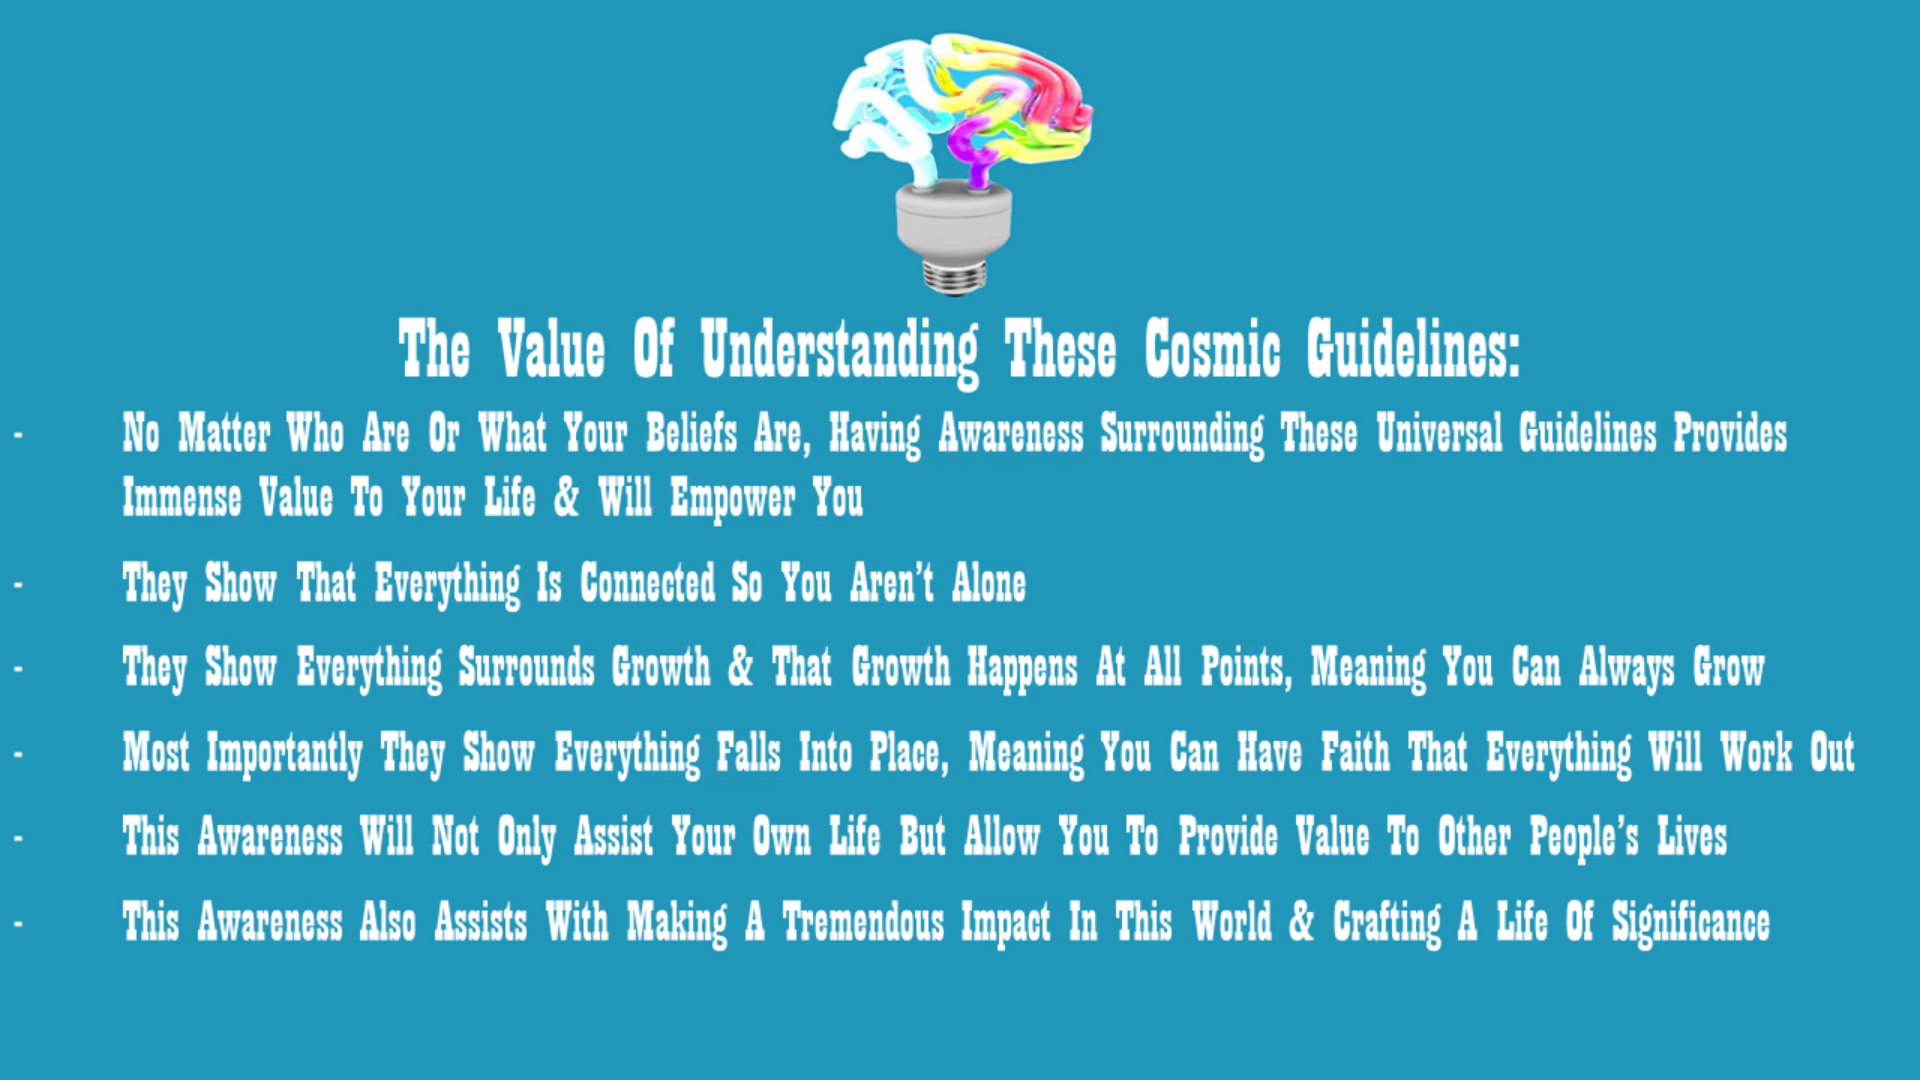 The Value Of Understanding These Cosmic Guidelines:
- No Matter Who Are Or What Your Beliefs Are, Having Awareness Surrounding These Universal Guidelines Provides
Immense Value To Your Life & Will Empower You
- They Show That Everything Is Connected So You Aren’t Alone
- They Show Everything Surrounds Growth & That Growth Happens At All Points, Meaning You Can Always Grow
- Most Importantly They Show Everything Falls Into Place, Meaning You Can Have Faith That Everything Will Work Out
- This Awareness Will Not Only Assist Your Own Life But Allow You To Provide Value To Other People’s Lives
- This Awareness Also Assists With Making A Tremendous Impact In This World & Crafting A Life Of Significance